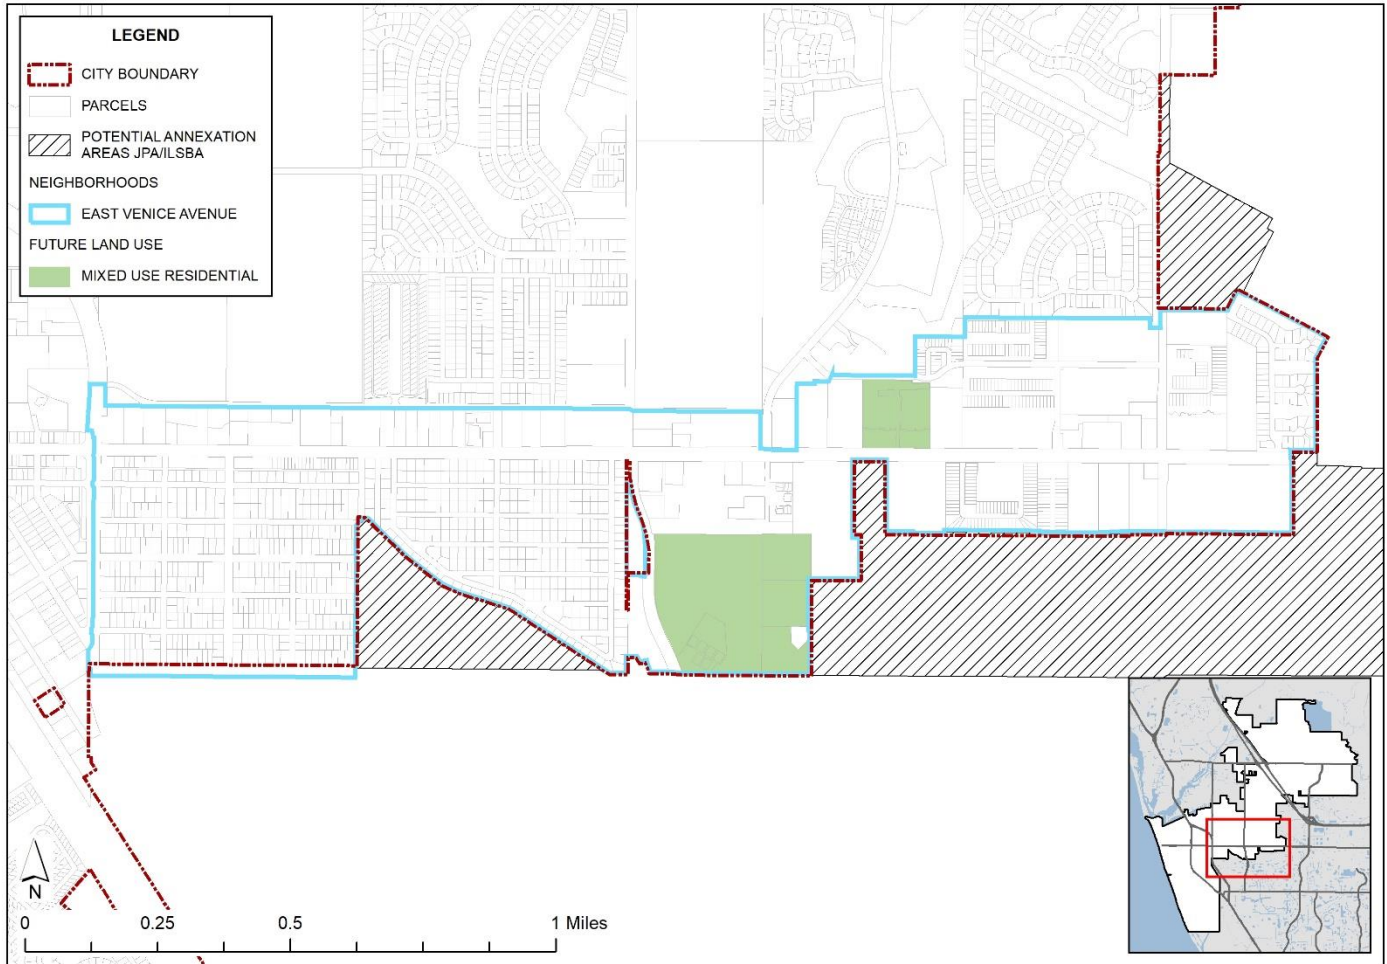 LEGEND
CITY BOUNDARY
PARCELS
POTENTIAL ANNEXATION
AREAS JPA/ILSBA
NEIGHBORHOODS
EAST VENICE AVENUE
FUTURE LAND USE
MIXED USE RESIDENTIAL
N
0 0.25 0.5 1 Miles